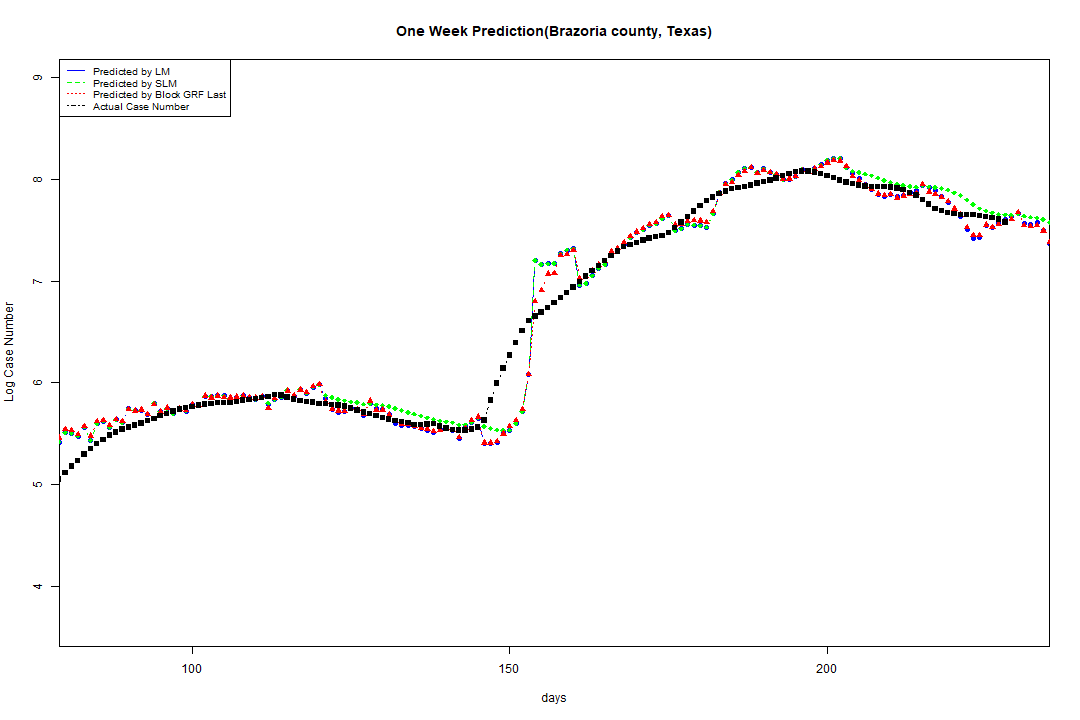 One Week Prediction(Brazoria county, Texas)
Predicted by LM
Predicted by SLM
Predicted by Block GRF Last
Actual Case Number
9
8
7
6
5
4
Log Case Number
100 150 200
days